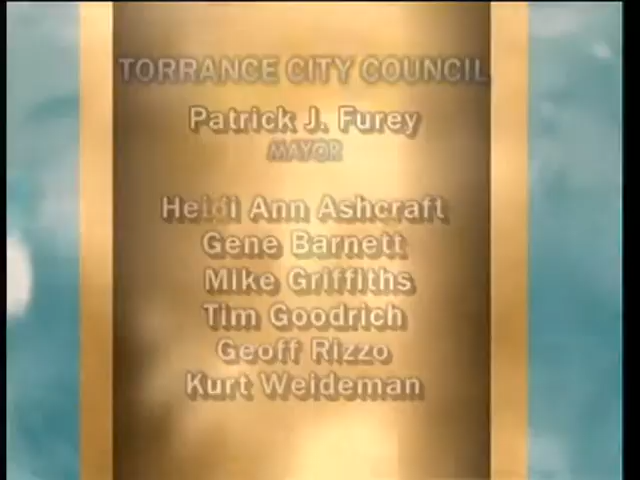 TORRANCE CITY COUNCIL
Patrick J. Furey
MAYOR
Heidi Ann Ashcraft
Gene Barnett
Mike Griffiths
Tim Goodrich
Geoff Rizzo
Kurt Weideman